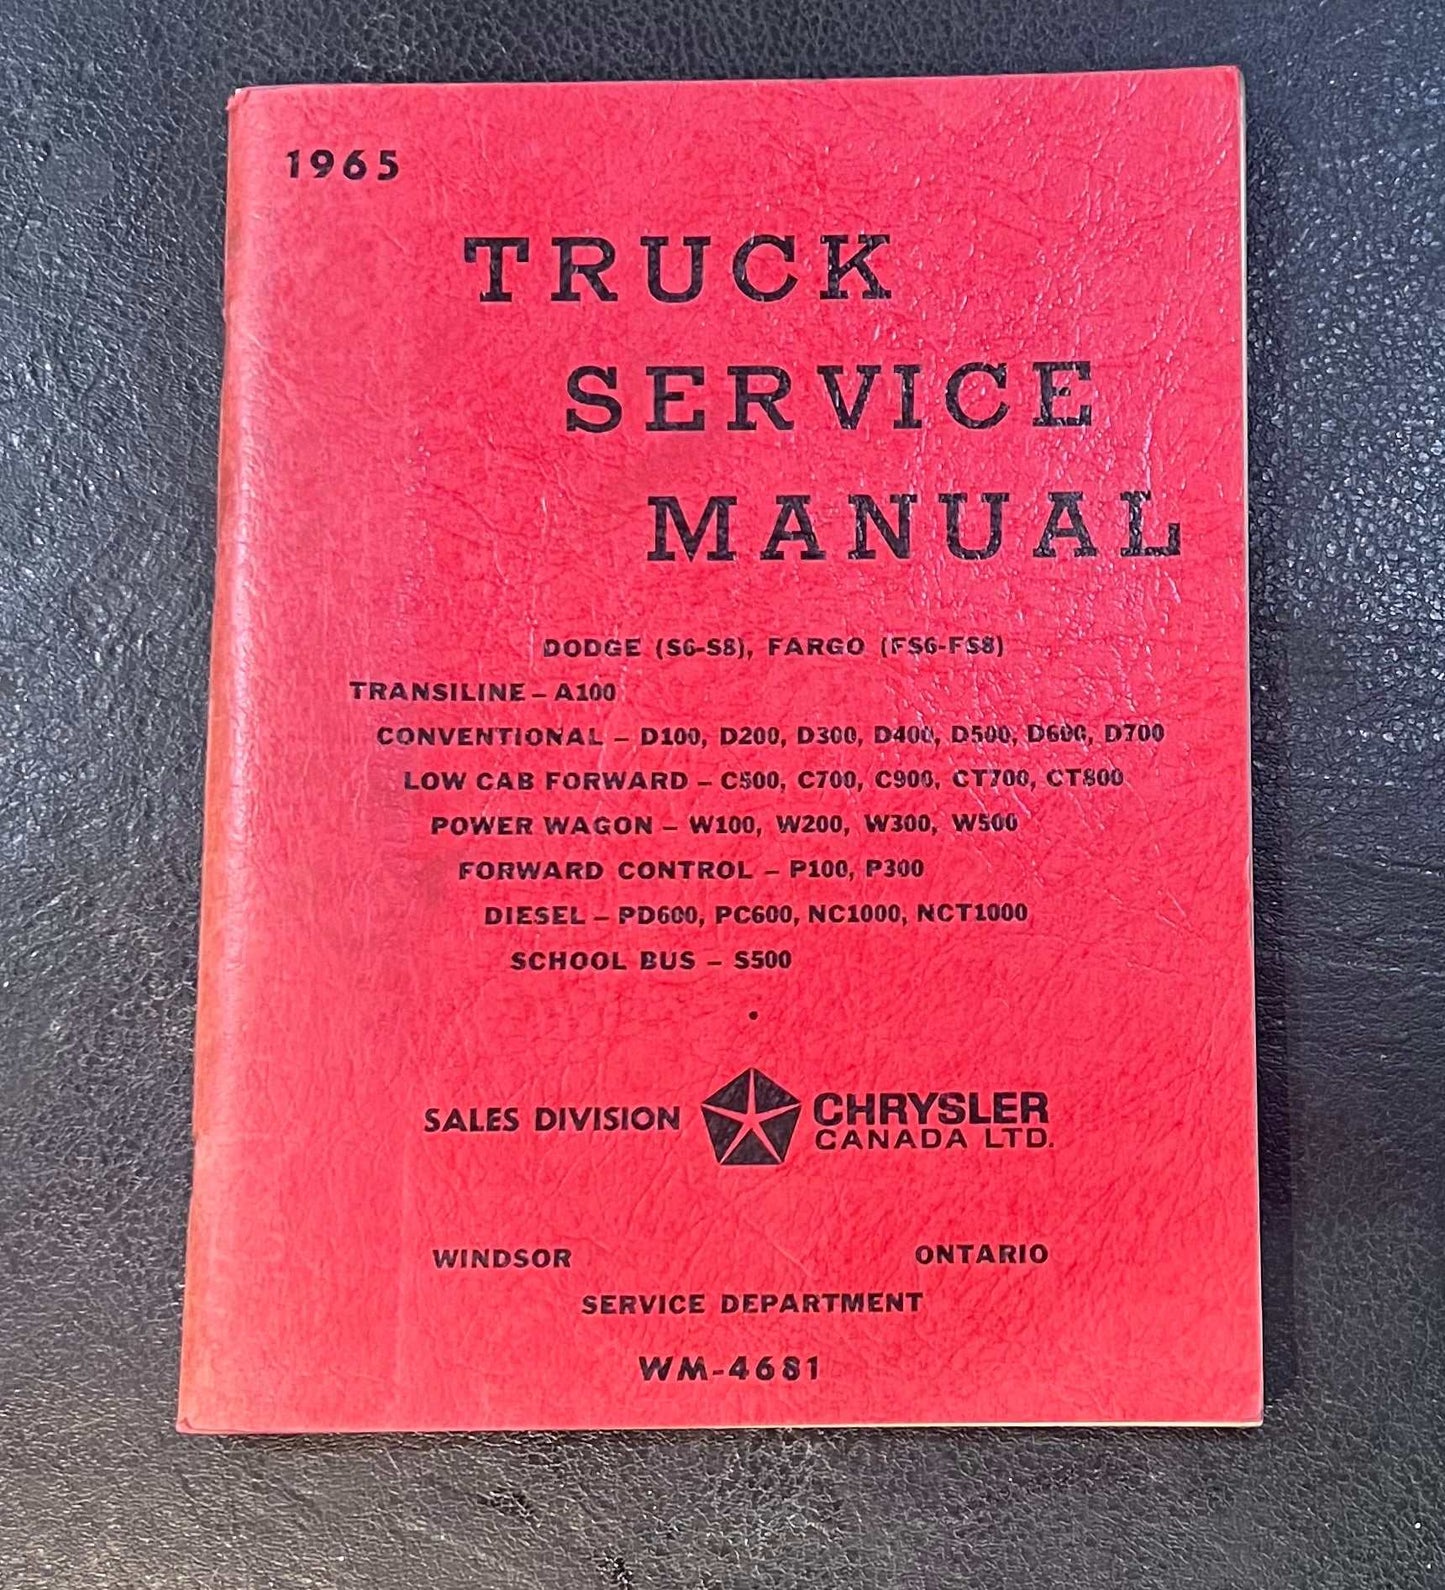 1965
TRUCK
SERVICE
MANUAL
DODGE (S6-S8), FARGO (FS6-FS8)
TRANSILINE – A100
CONVENTIONAL – D100, D200, D300, D400, D500, D600, D700
LOW CAB FORWARD – C500, C700, C900, CT700, CT800
POWER WAGON – W100, W200, W300, W500
FORWARD CONTROL – P100, P300
DIESEL – PD600, PC600, NC1000, NCT1000
SCHOOL BUS – S500
SALES DIVISION CHRYSLER
CANADA LTD.
WINDSOR ONTARIO
SERVICE DEPARTMENT
WM-4681